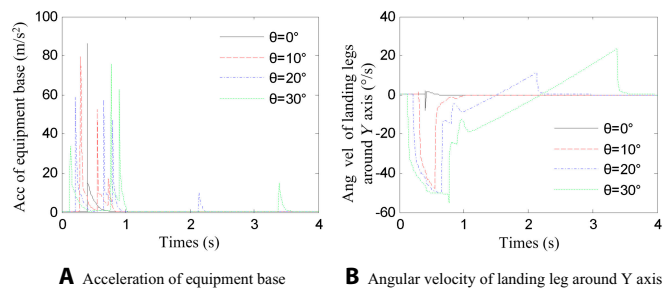 A
B
100
80
60
40
20
0
Acc of equipment base (m/s²)
0 1 2 3 4
Times (s)
θ=0°
θ=10°
θ=20°
θ=30°
60
40
20
0
-20
-40
-60
Ang vel of landing legs
around Y axis (°/s)
0 1 2 3 4
Times (s)
θ=0°
θ=10°
θ=20°
θ=30°
A Acceleration of equipment base
B Angular velocity of landing leg around Y axis